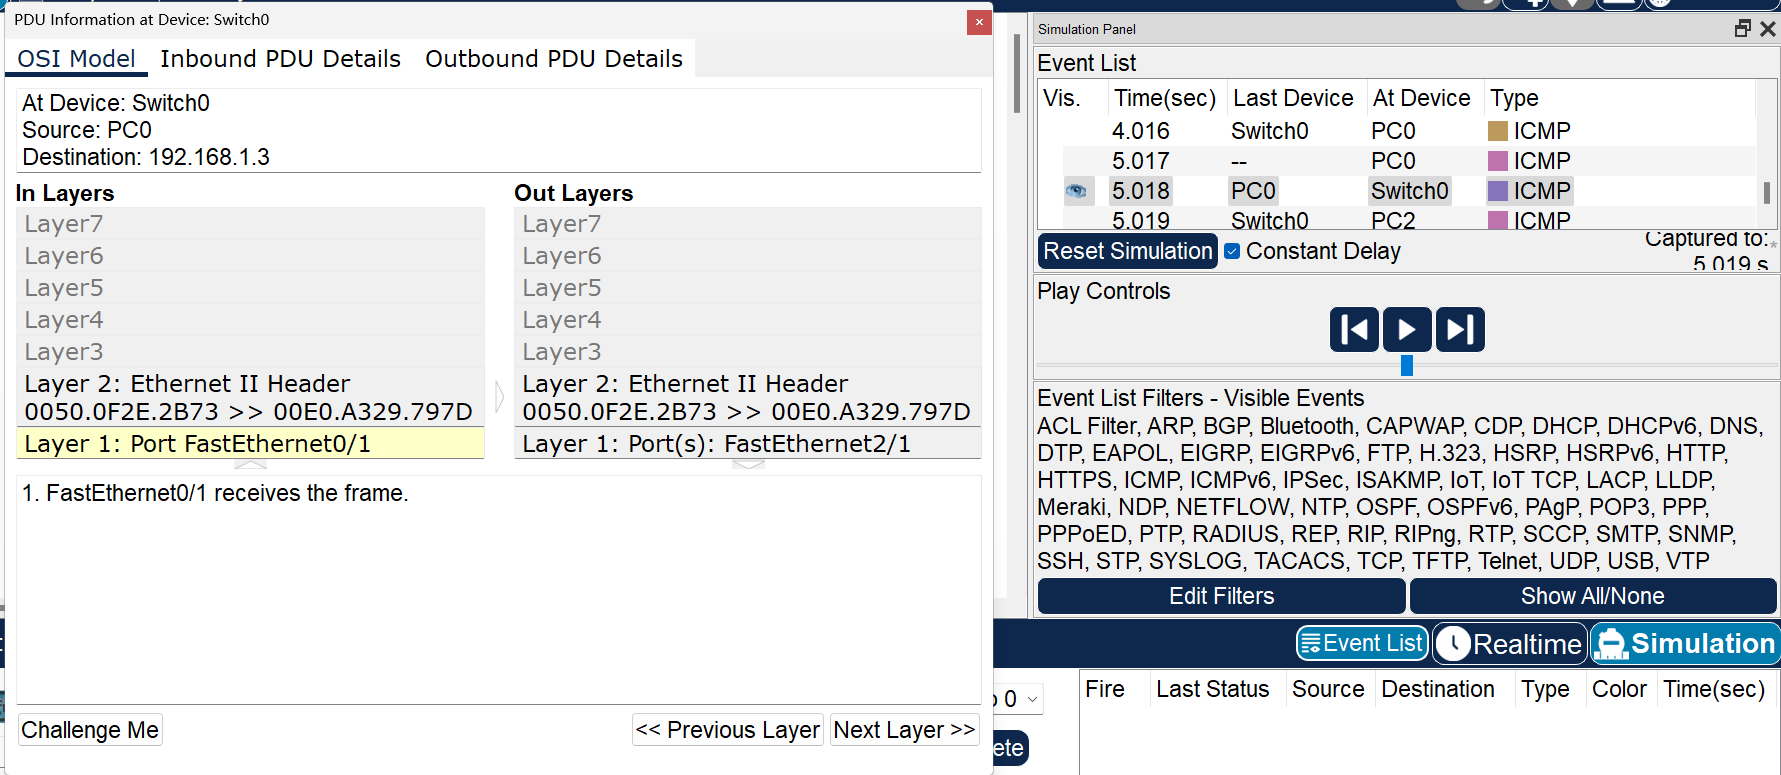 PDU Information at Device: Switch0
OSI Model
Inbound PDU Details
Outbound PDU Details
At Device: Switch0
Source: PC0
Destination: 192.168.1.3
In Layers
Layer7
Layer6
Layer5
Layer4
Layer3
Layer 2: Ethernet II Header
0050.0F2E.2B73 >> 00E0.A329.797D
Layer 1: Port FastEthernet0/1
Out Layers
Layer7
Layer6
Layer5
Layer4
Layer3
Layer 2: Ethernet II Header
0050.0F2E.2B73 >> 00E0.A329.797D
Layer 1: Port(s): FastEthernet2/1
1. FastEthernet0/1 receives the frame.
Challenge Me
<< Previous Layer
Next Layer >>
Simulation Panel
Event List
Vis. Time(sec) Last Device At Device Type
4.016 Switch0 PC0 ICMP
5.017 -- PC0 ICMP
5.018 PC0 Switch0 ICMP
5.019 Switch0 PC2 ICMP
Reset Simulation
Constant Delay
Captured to:
5.019 s
*
Play Controls
Event List Filters - Visible Events
ACL Filter, ARP, BGP, Bluetooth, CAPWAP, CDP, DHCP, DHCPv6, DNS,
DTP, EAPOL, EIGRP, EIGRPv6, FTP, H.323, HSRP, HSRPv6, HTTP,
HTTPS, ICMP, ICMPv6, IPSec, ISAKMP, IoT, IoT TCP, LACP, LLDP,
Meraki, NDP, NETFLOW, NTP, OSPF, OSPFv6, PAgP, POP3, PPP,
PPPoED, PTP, RADIUS, REP, RIP, RIPng, RTP, SCCP, SMTP, SNMP,
SSH, STP, SYSLOG, TACACS, TCP, TFTP, Telnet, UDP, USB, VTP
Edit Filters
Show All/None
Event List
Realtime
Simulation
0
ete
Fire Last Status Source Destination Type Color Time(sec)